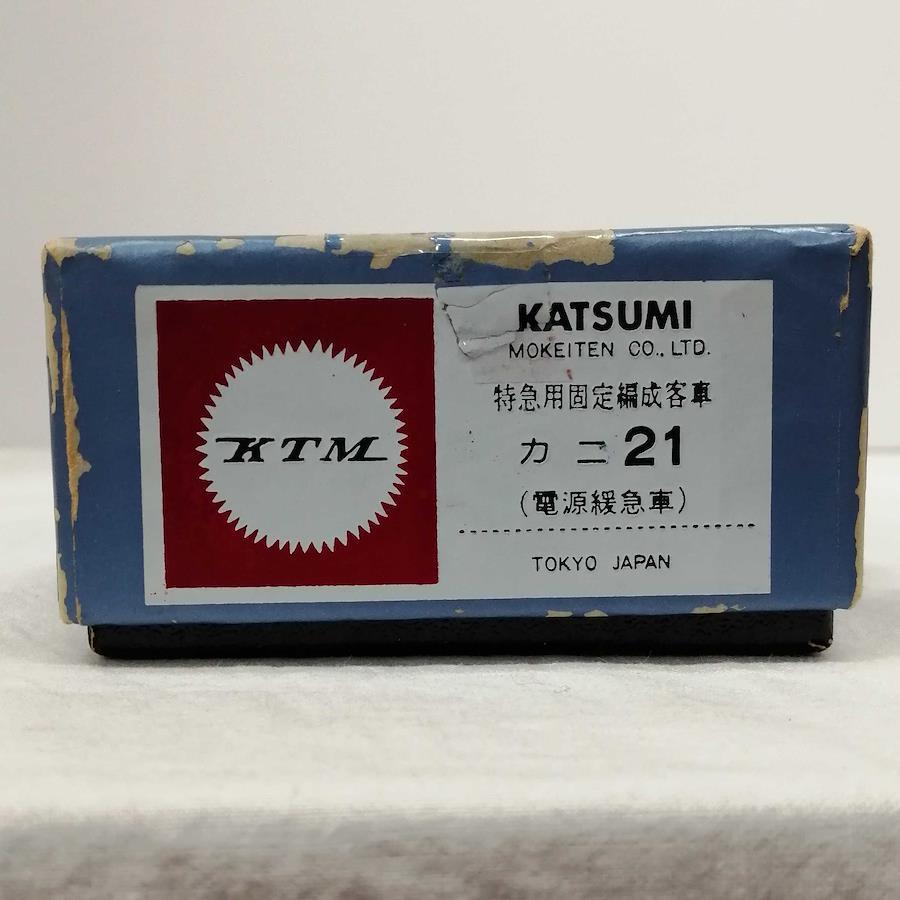 KTM
KATSUMI
MOKEITEN CO., LTD.
特急用固定編成客車
カニ21
(電源緩急車)
TOKYO JAPAN